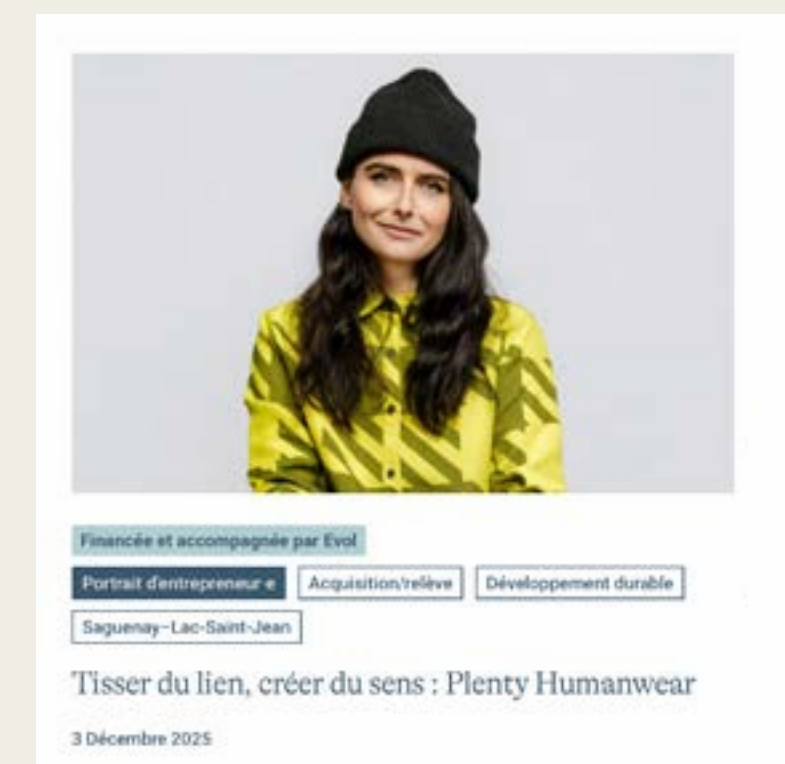 Financée et accompagnée par Evol
Portrait d'entrepreneur·e Acquisition/relève Développement durable
Saguenay–Lac-Saint-Jean
Tisser du lien, créer du sens : Plenty Humanwear
3 Décembre 2025